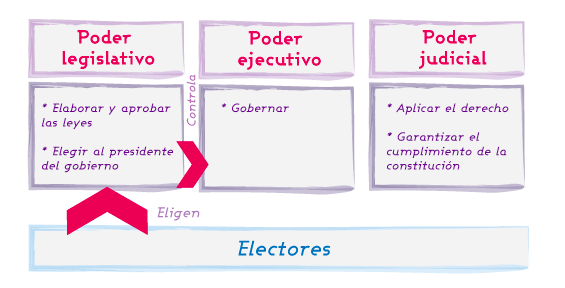 Poder
legislativo
Poder
ejecutivo
Poder
judicial
* Elaborar y aprobar
las leyes
* Elegir al presidente
del gobierno
Controla
* Gobernar
* Aplicar el derecho
* Garantizar el
cumplimiento de la
constitución
Eligen
Electores